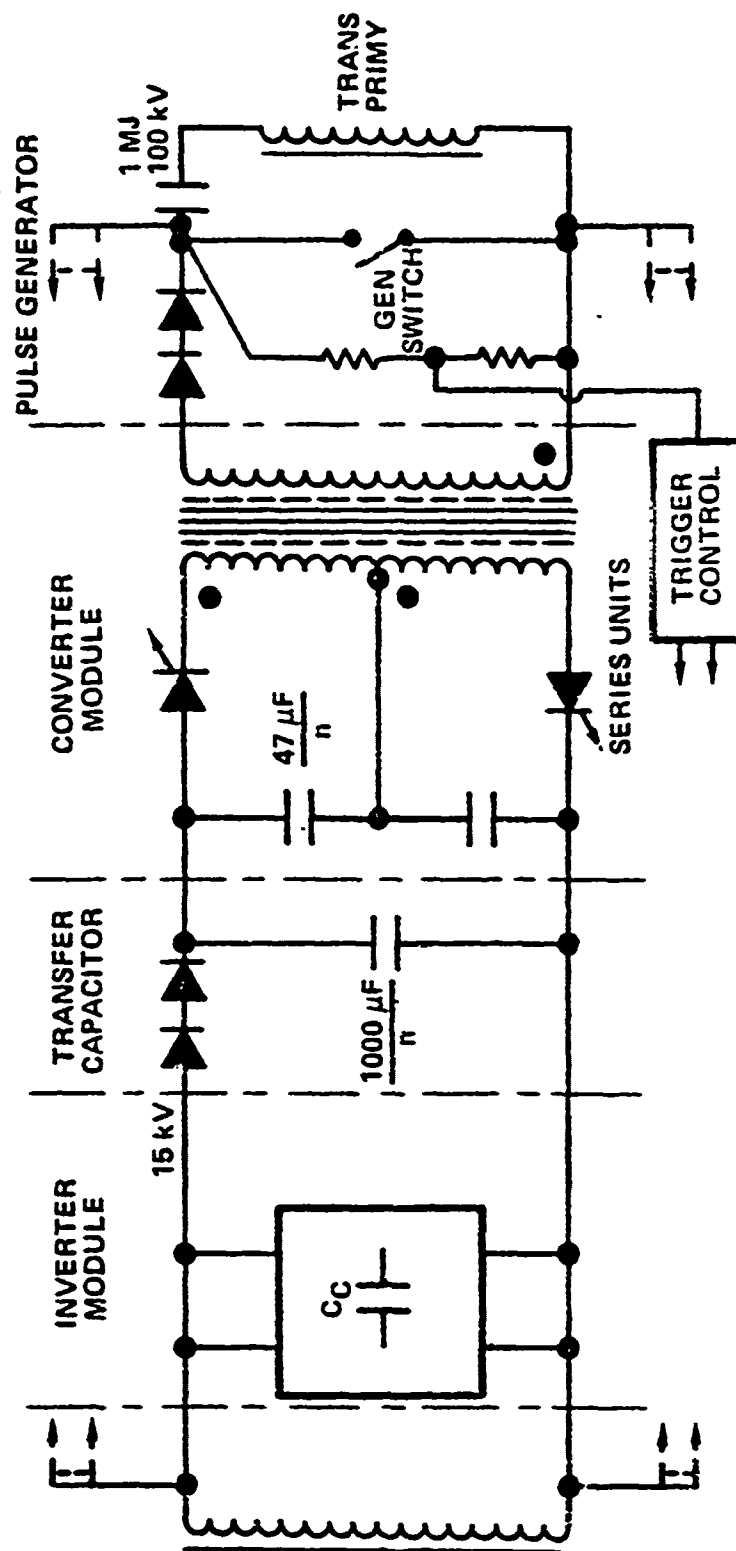 INVERTER
MODULE
TRANSFER
CAPACITOR
CONVERTER
MODULE
PULSE GENERATOR
15 kV
1 MJ
100 kV
CC
1000 μF
n
47 μF
n
GEN
SWITCH
TRANS
PRIMY
SERIES UNITS
TRIGGER
CONTROL